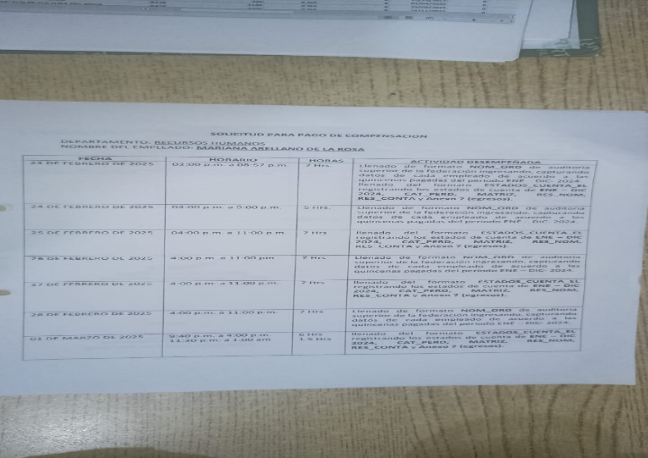 SOLICITUD PARA PAGO DE COMPENSACION
DEPARTAMENTO: RECURSOS HUMANOS
NOMBRE DEL EMPLEADO: MARIANA ARELLANO DE LA ROSA
FECHA HORARIO HORAS ACTIVIDAD DESEMPEÑADA
DE FEBRERO DE 2025 02:00 p.m. a 08:57 p.m. 7 Hrs. Llenado de formato NOM_ORD de auditoria
superior de la federación ingresando, capturando
datos de cada empleado de acuerdo a las
quincenas pagadas del periodo ENE – DIC- 2024.
llenado del formato ESTADOS_CUENTA_EL
registrando los estados de cuenta de ENE – DIC
2024, CAT_PERD, MATRIZ, RES_NOM,
RES_CONTA y Anexo 7 (egresos).
24 DE FEBRERO DE 2025 p.m. a p.m. 5 Hrs. Llenado de formato NOM_ORD de auditoria
superior de la federación ingresando, capturando
datos de cada empleado de acuerdo a las
quincenas pagadas del periodo ENE – DIC- 2024.
25 DE FEBRERO DE 2025 04:00 p.m. a 11:00 p.m. 7 Hrs llenado del formato ESTADOS_CUENTA_EL
registrando los estados de cuenta de ENE – DIC
2024, CAT_PERD, MATRIZ, RES_NOM,
RES_CONTA y Anexo 7 (egresos).
26 DE FEBRERO DE 2025 4:00 p.m. a 11:00 pm 7 Hrs Llenado de formato NOM_ORD de auditoria
superior de la federación ingresando, capturando
datos de cada empleado de acuerdo a las
quincenas pagadas del periodo ENE – DIC- 2024.
27 DE FEBRERO DE 2025 4:00 p.m. a 11:00 p.m. 7 Hrs llenado del formato ESTADOS_CUENTA_EL
registrando los estados de cuenta de ENE – DIC
2024, CAT_PERD, MATRIZ, RES_NOM,
RES_CONTA y Anexo 7 (egresos).
28 DE FEBRERO DE 2025 4:00 p.m. a 11:00 p.m. 7 Hrs Llenado de formato NOM_ORD de auditoria
superior de la federación ingresando, capturando
datos de cada empleado de acuerdo a las
quincenas pagadas del periodo ENE – DIC- 2024.
01 DE MARZO DE 2025 9:40 p.m. a 4:00 p.m. 6 Hrs llenado del formato ESTADOS_CUENTA_EL
11:30 p.m. a 1:00 am 1.5 Hrs registrando los estados de cuenta de ENE – DIC
2024, CAT_PERD, MATRIZ, RES_NOM,
RES_CONTA y Anexo 7 (egresos).